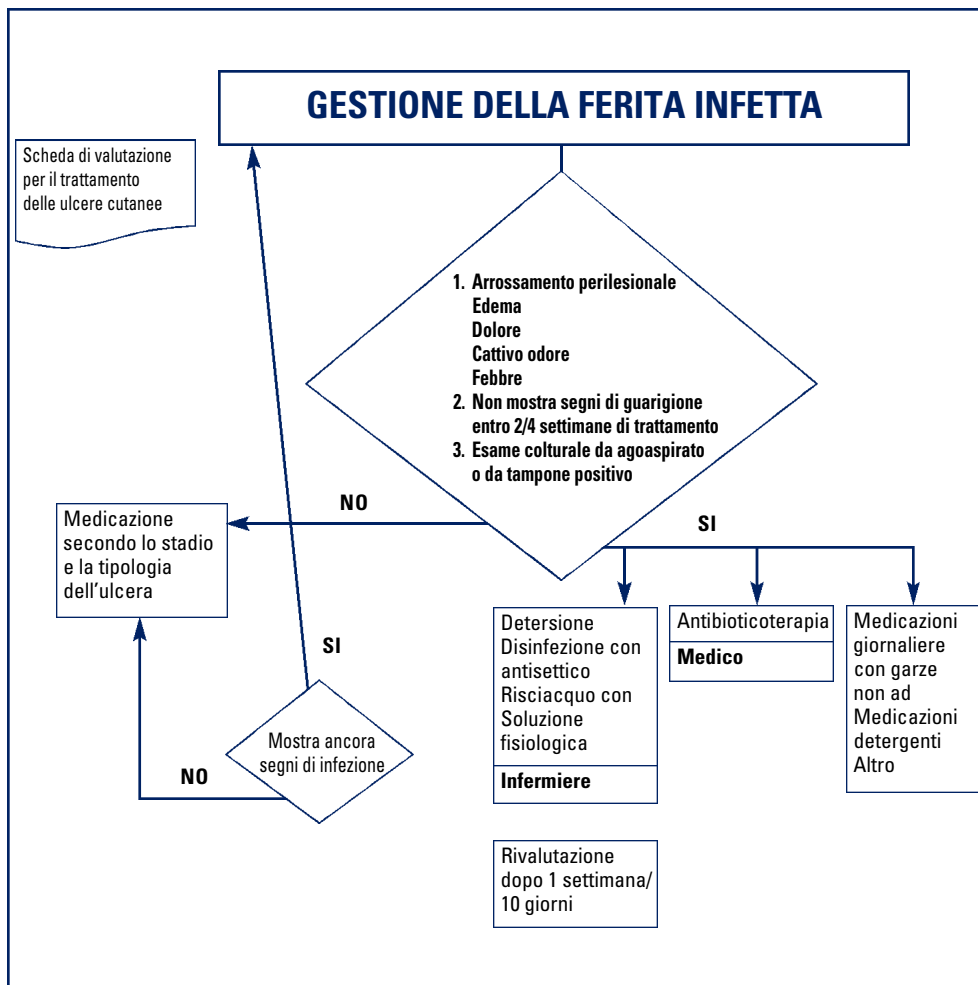 GESTIONE DELLA FERITA INFETTA
Scheda di valutazione
per il trattamento
delle ulcere cutanee
1. Arrossamento perilesionale
Edema
Dolore
Cattivo odore
Febbre
2. Non mostra segni di guarigione
entro 2/4 settimane di trattamento
3. Esame colturale da agoaspirato
o da tampone positivo
NO
SI
Medicazione
secondo lo stadio
e la tipologia
dell'ulcera
Detersione
Disinfezione con
antisettico
Risciacquo con
Soluzione
fisiologica
Infermiere
Antibioticoterapia
Medico
Medicazioni
giornaliere
con garze
non ad
Medicazioni
detergenti
Altro
SI
Mostra ancora
segni di infezione
NO
Rivalutazione
dopo 1 settimana/
10 giorni